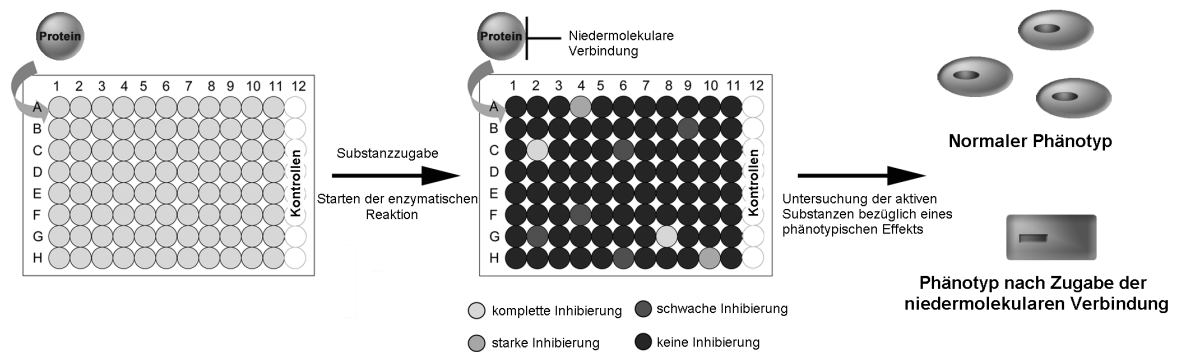 Protein
1 2 3 4 5 6 7 8 9 10 11 12
A
B
C
D
E
F
G
H
Kontrollen
Substanzzugabe
Starten der enzymatischen
Reaktion
Protein
Niedermolekulare
Verbindung
1 2 3 4 5 6 7 8 9 10 11 12
A
B
C
D
E
F
G
H
Kontrollen
komplette Inhibierung
schwache Inhibierung
starke Inhibierung
keine Inhibierung
Untersuchung der aktiven
Substanzen bezüglich eines
phänotypischen Effekts
Normaler Phänotyp
Phänotyp nach Zugabe der
niedermolekularen Verbindung